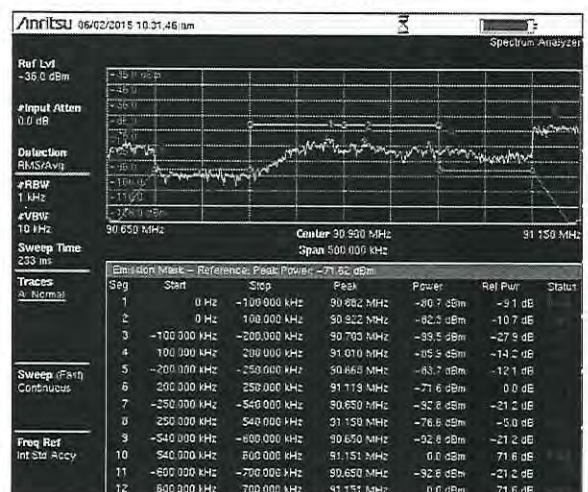 Anritsu 06/02/2015 10:31:46 am
Spectrum Analyzer
Ref Lvl
-35.0 dBm
#Input Atten
0.0 dB
Detection
RMS/Avg
#RBW
1 kHz
#VBW
10 kHz
Sweep Time
233 ms
Traces
A: Normal
Sweep (Fast)
Continuous
Freq Ref
Int Std Accy
90.650 MHz
Center 90.900 MHz
91.150 MHz
Span 500.000 kHz
Emission Mask - Reference: Peak Power: -71.62 dBm
Seg Start Stop Peak Power Rel Pwr Status
1 0 Hz -100.000 kHz 90.882 MHz -80.7 dBm -9.1 dB
2 0 Hz 100.000 kHz 90.922 MHz -82.3 dBm -10.7 dB
3 -100.000 kHz -200.000 kHz 90.703 MHz -99.5 dBm -27.9 dB
4 100.000 kHz 200.000 kHz 91.010 MHz -85.9 dBm -14.2 dB
5 -200.000 kHz -250.000 kHz 90.668 MHz -83.7 dBm -12.1 dB
6 200.000 kHz 250.000 kHz 91.119 MHz -71.6 dBm 0.0 dB
7 -250.000 kHz -540.000 kHz 90.650 MHz -92.8 dBm -21.2 dB
8 250.000 kHz 540.000 kHz 91.150 MHz -76.6 dBm -5.0 dB
9 -540.000 kHz -600.000 kHz 90.650 MHz -92.8 dBm -21.2 dB
10 540.000 kHz 600.000 kHz 91.151 MHz 0.0 dBm 71.6 dB
11 -600.000 kHz -700.000 kHz 90.650 MHz -92.8 dBm -21.2 dB
12 600.000 kHz 700.000 kHz 91.151 MHz 0.0 dBm 71.6 dB